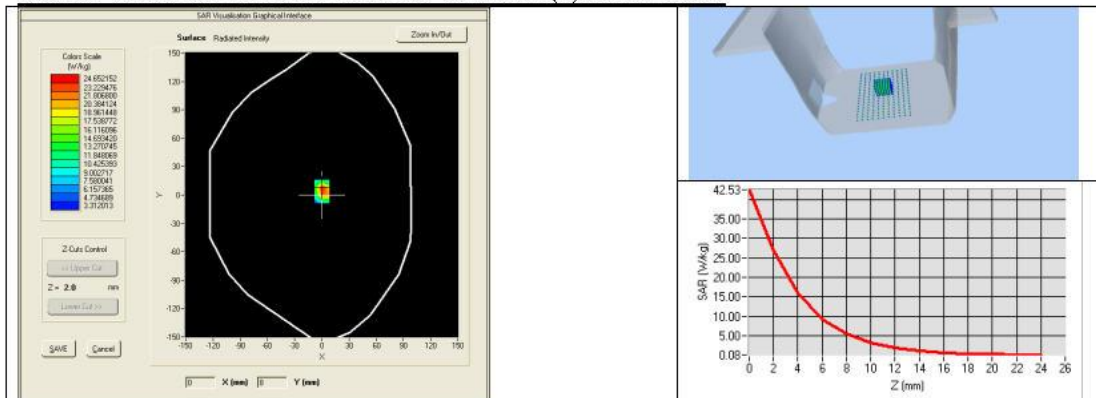 SAR Visualisation Graphical Interface
Surface Radiated Intensity
Zoom In/Out
Colors Scale
(W/kg)
24.652152
23.229476
21.806800
20.384124
18.961448
17.538772
16.116096
14.693420
13.270745
11.848069
10.425393
9.002717
7.580041
6.157365
4.734689
3.312013
150
120
90
60
30
Y 0
-30
-60
-90
-120
-150
-150 -120 -90 -60 -30 0 30 60 90 120 150
X
Z-Cuts Control
<< Upper Cut
Z = 2.0 mm
Lower Cut >>
SAVE Cancel
0 X (mm) 0 Y (mm)
42.53
35.00
30.00
25.00
20.00
15.00
10.00
5.00
0.08
SAR (W/kg)
0 2 4 6 8 10 12 14 16 18 20 22 24 26
Z (mm)